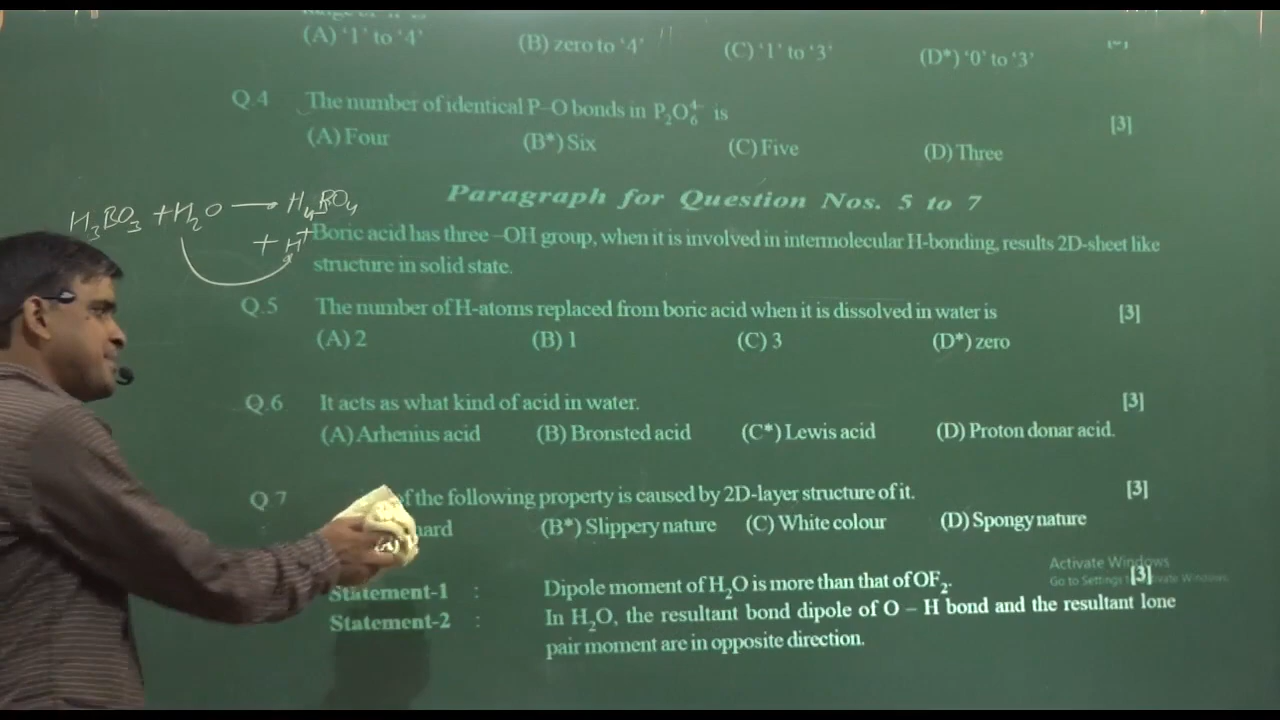 (A) '1' to '4' (B) zero to '4' (C) '1' to '3' (D*) '0' to '3'
Q.4 The number of identical P–O bonds in P₂O₆⁴⁻ is [3]
(A) Four (B*) Six (C) Five (D) Three
Paragraph for Question Nos. 5 to 7
H₃BO₃ + H₂O → H₄BO₄
+ H⁺
Boric acid has three –OH group, when it is involved in intermolecular H-bonding, results 2D-sheet like
structure in solid state.
Q.5 The number of H-atoms replaced from boric acid when it is dissolved in water is [3]
(A) 2 (B) 1 (C) 3 (D*) zero
Q.6 It acts as what kind of acid in water. [3]
(A) Arhenius acid (B) Bronsted acid (C*) Lewis acid (D) Proton donar acid.
Q.7 of the following property is caused by 2D-layer structure of it. [3]
hard (B*) Slippery nature (C) White colour (D) Spongy nature
Activate Windows
Go to Settings Windows
Statement-1 : Dipole moment of H₂O is more than that of OF₂. [3]
Statement-2 : In H₂O, the resultant bond dipole of O – H bond and the resultant lone
pair moment are in opposite direction.